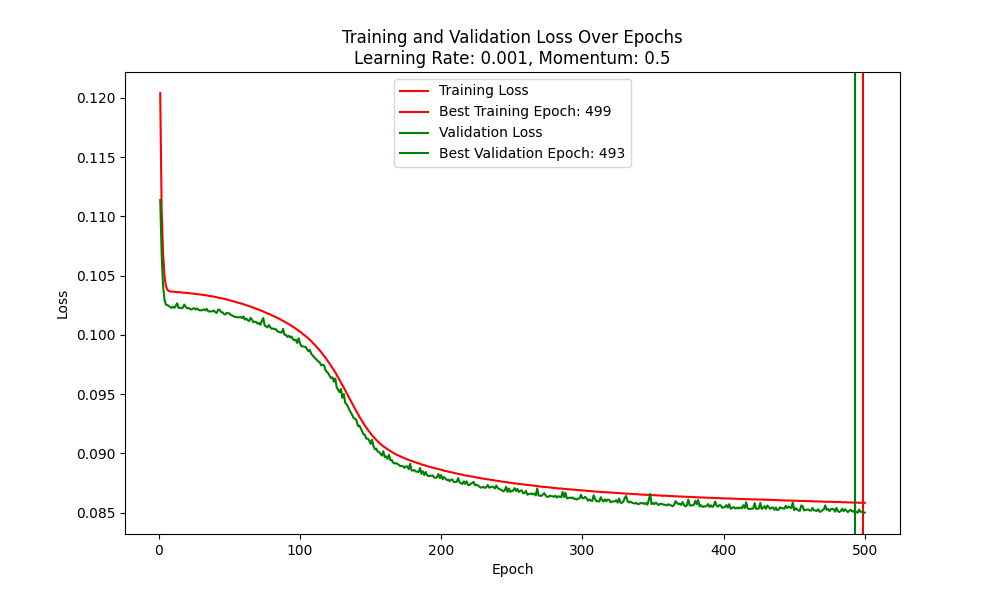 Training and Validation Loss Over Epochs
Learning Rate: 0.001, Momentum: 0.5
Training Loss
Best Training Epoch: 499
Validation Loss
Best Validation Epoch: 493
0.120
0.115
0.110
0.105
0.100
0.095
0.090
0.085
Loss
0 100 200 300 400 500
Epoch